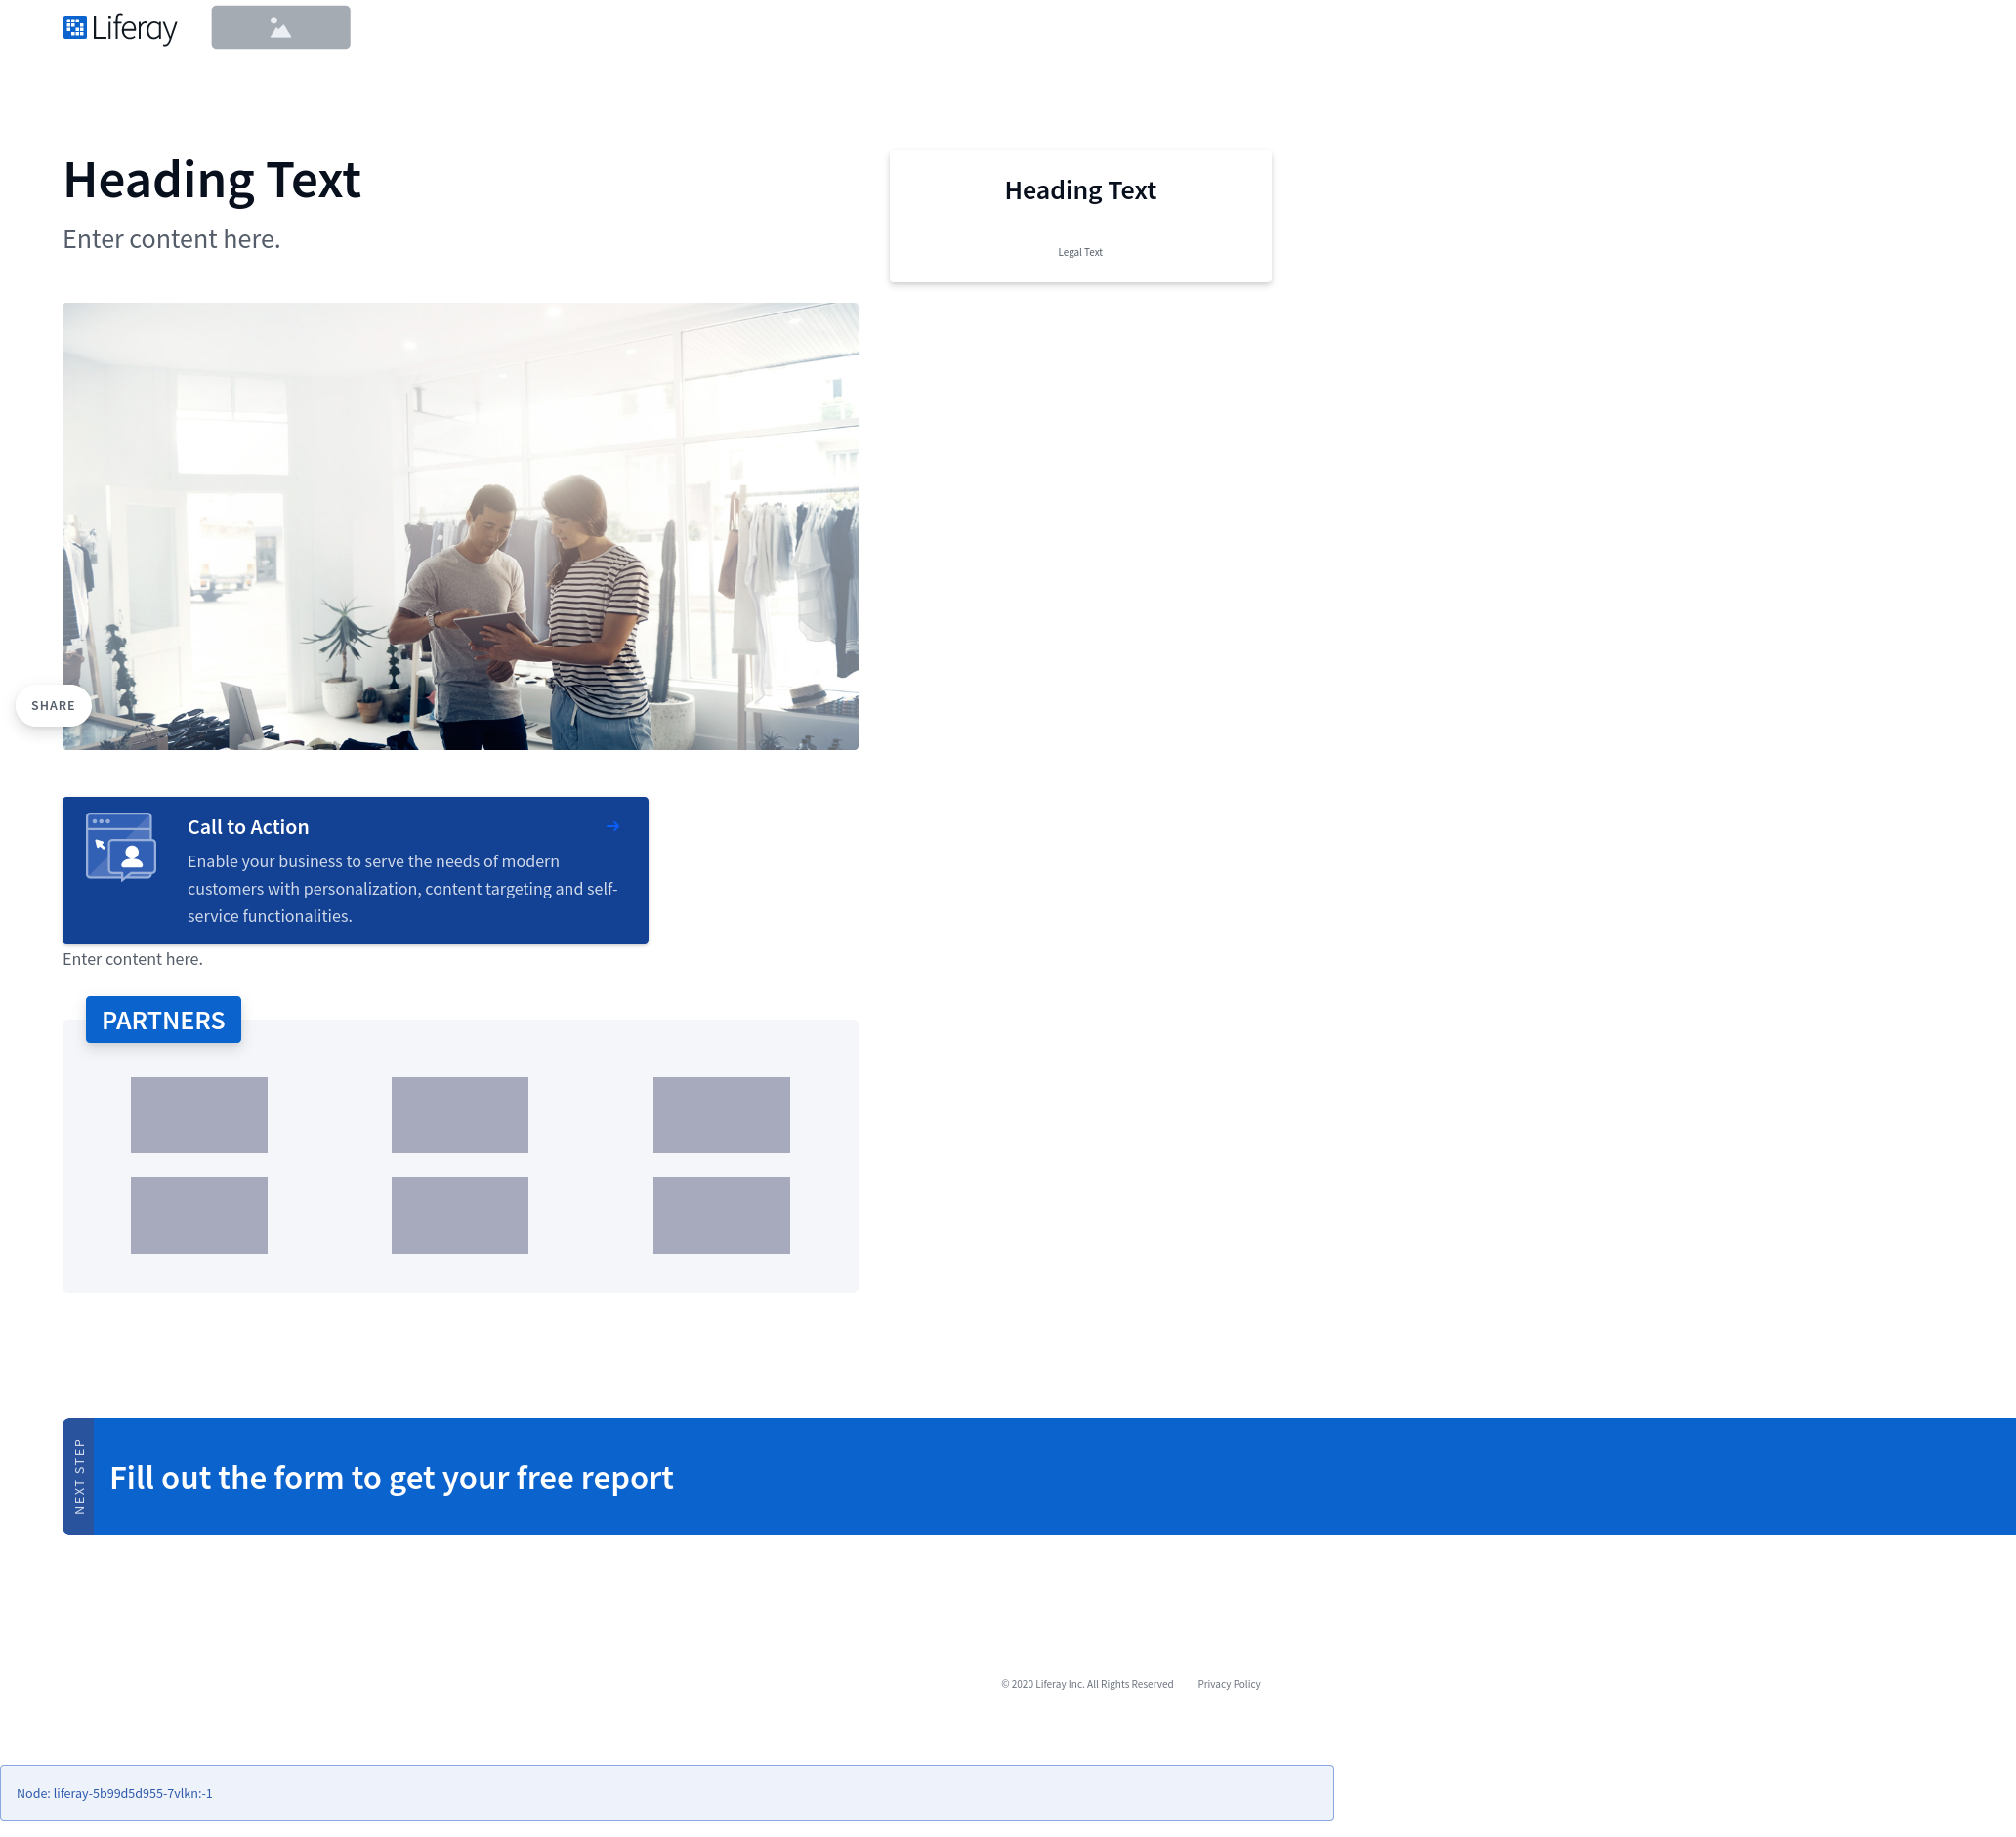 Liferay
Heading Text
Enter content here.
Heading Text
Legal Text
SHARE
Call to Action
Enable your business to serve the needs of modern
customers with personalization, content targeting and self-
service functionalities.
Enter content here.
PARTNERS
NEXT STEP
Fill out the form to get your free report
© 2020 Liferay Inc. All Rights Reserved
Privacy Policy
Node: liferay-5b99d5d955-7vlkn:-1